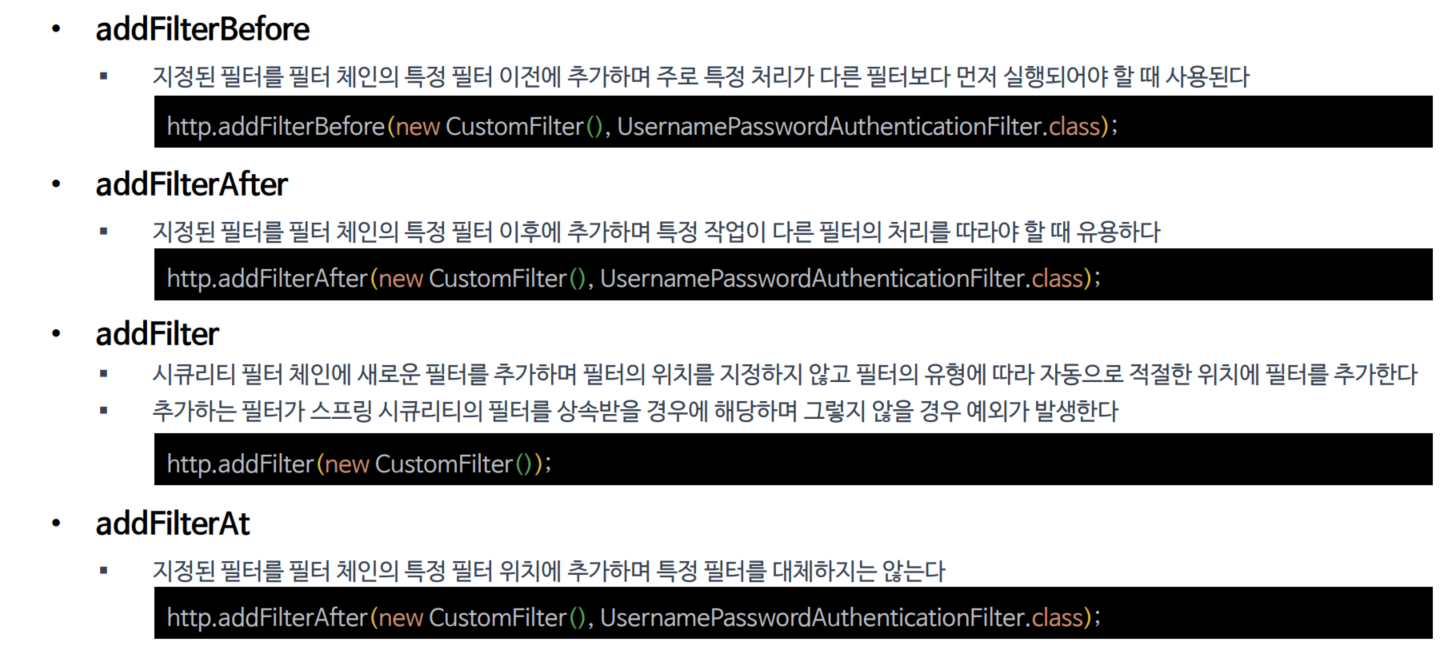 • addFilterBefore
▪ 지정된 필터를 필터 체인의 특정 필터 이전에 추가하며 주로 특정 처리가 다른 필터보다 먼저 실행되어야 할 때 사용된다
http.addFilterBefore(new CustomFilter(), UsernamePasswordAuthenticationFilter.class);
• addFilterAfter
▪ 지정된 필터를 필터 체인의 특정 필터 이후에 추가하며 특정 작업이 다른 필터의 처리를 따라야 할 때 유용하다
http.addFilterAfter(new CustomFilter(), UsernamePasswordAuthenticationFilter.class);
• addFilter
▪ 시큐리티 필터 체인에 새로운 필터를 추가하며 필터의 위치를 지정하지 않고 필터의 유형에 따라 자동으로 적절한 위치에 필터를 추가한다
▪ 추가하는 필터가 스프링 시큐리티의 필터를 상속받을 경우에 해당하며 그렇지 않을 경우 예외가 발생한다
http.addFilter(new CustomFilter());
• addFilterAt
▪ 지정된 필터를 필터 체인의 특정 필터 위치에 추가하며 특정 필터를 대체하지는 않는다
http.addFilterAfter(new CustomFilter(), UsernamePasswordAuthenticationFilter.class);